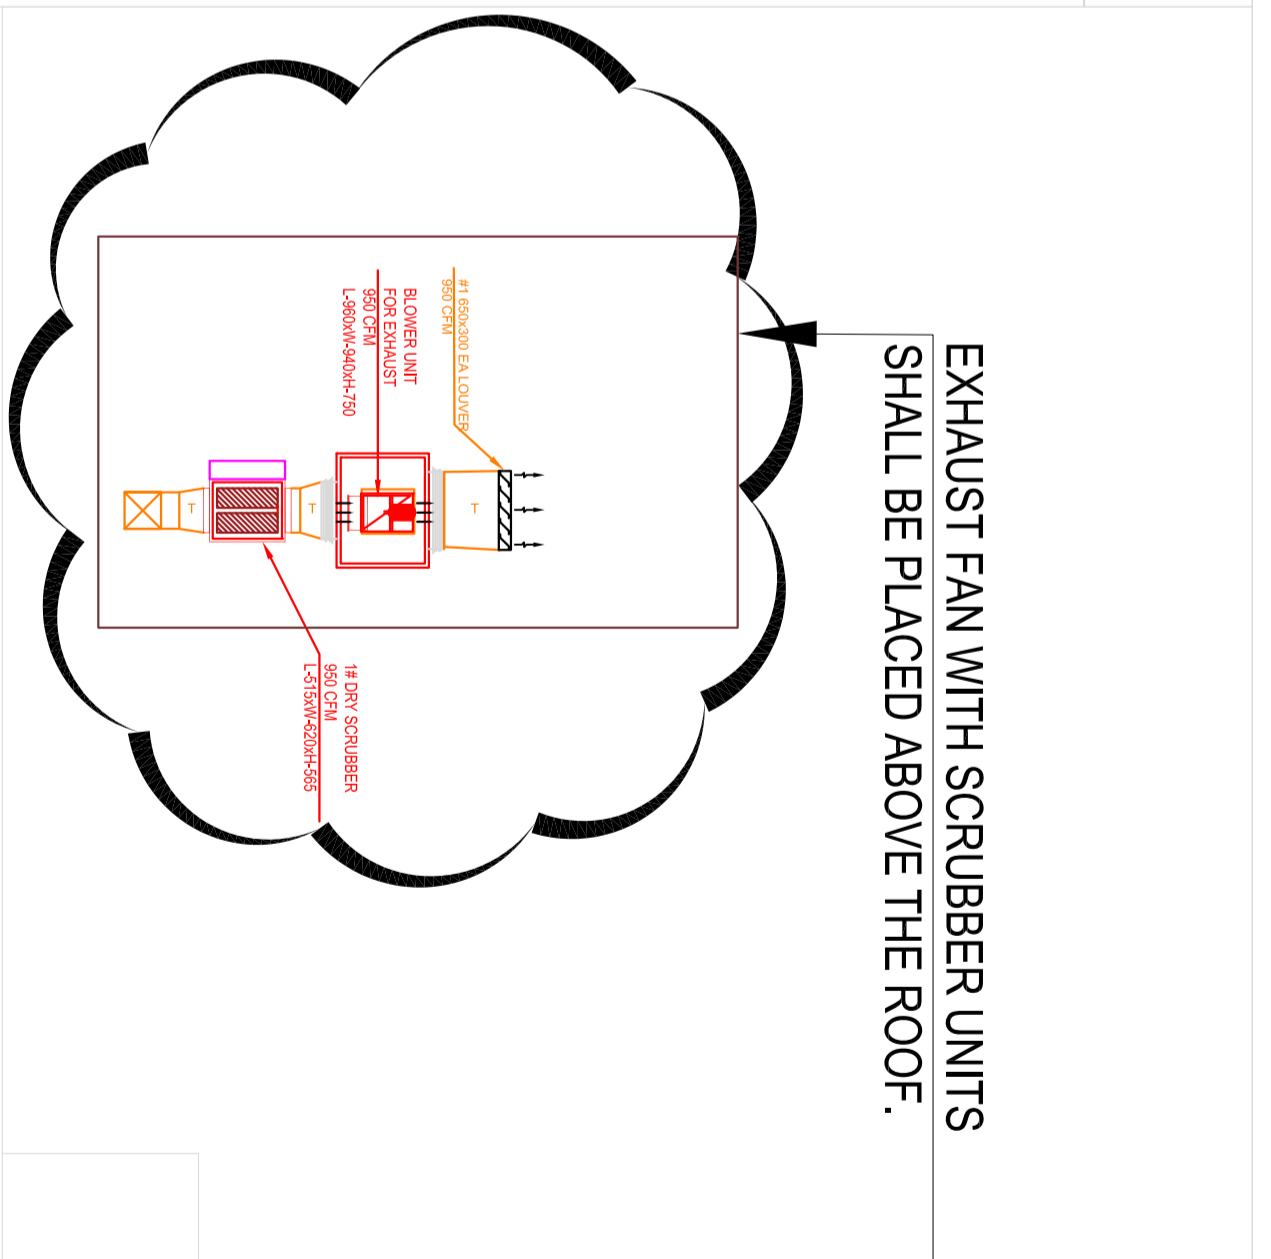 EXHAUST FAN WITH SCRUBBER UNITS
SHALL BE PLACED ABOVE THE ROOF.
#1 650x300 EA LOUVER
950 CFM
BLOWER UNIT
FOR EXHAUST
950 CFM
L-960xW-940xH-750
1# DRY SCRUBBER
950 CFM
L-515xW-620xH-565
T
T
T